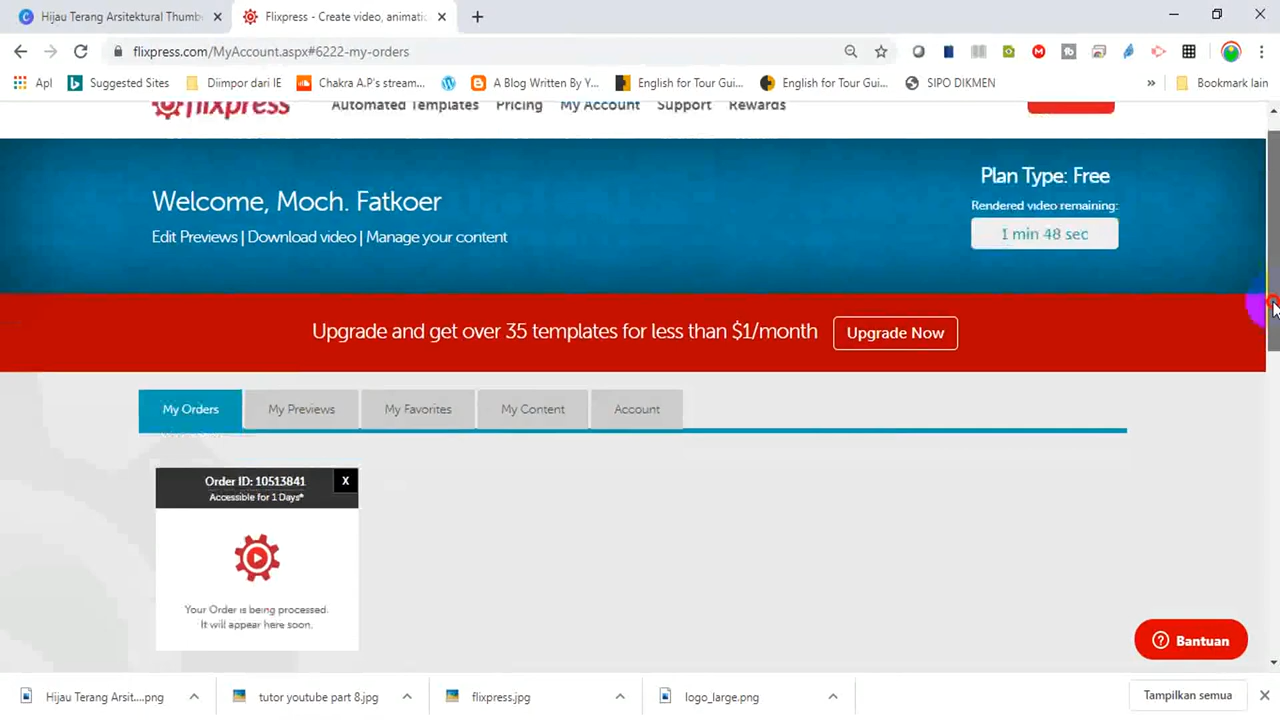 Hijau Terang Arsitektural Thumb
Flixpress - Create video, animatic
flixpress.com/MyAccount.aspx#6222-my-orders
Apl
Suggested Sites
Diimpor dari IE
Chakra A.P's stream...
A Blog Written By Y...
English for Tour Gui...
English for Tour Gui...
SIPO DIKMEN
»
Bookmark lain
flixpress
Automated Templates
Pricing
My Account
Support
Rewards
Welcome, Moch. Fatkoer
Edit Previews | Download video | Manage your content
Plan Type: Free
Rendered video remaining:
1 min 48 sec
Upgrade and get over 35 templates for less than $1/month
Upgrade Now
My Orders
My Previews
My Favorites
My Content
Account
Order ID: 10513841
X
Accessible for 1 Days*
Your Order is being processed.
It will appear here soon.
Bantuan
Hijau Terang Arsit....png
tutor youtube part 8.jpg
flixpress.jpg
logo_large.png
Tampilkan semua